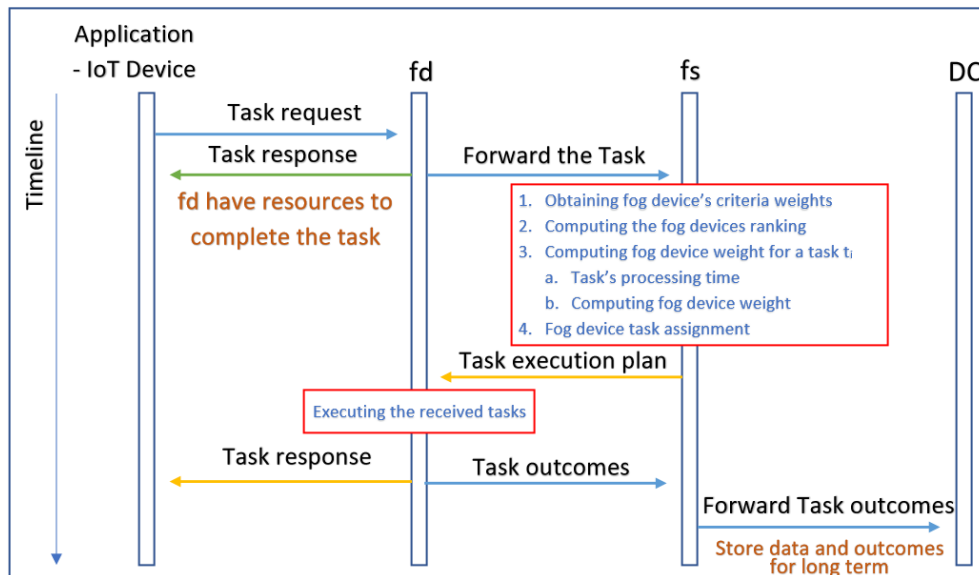 Application
- IoT Device
fd
fs
DC
Timeline
Task request
Task response
Forward the Task
fd have resources to
complete the task
1. Obtaining fog device's criteria weights
2. Computing the fog devices ranking
3. Computing fog device weight for a task tᵢ
a. Task's processing time
b. Computing fog device weight
4. Fog device task assignment
Task execution plan
Executing the received tasks
Task response
Task outcomes
Forward Task outcomes
Store data and outcomes
for long term